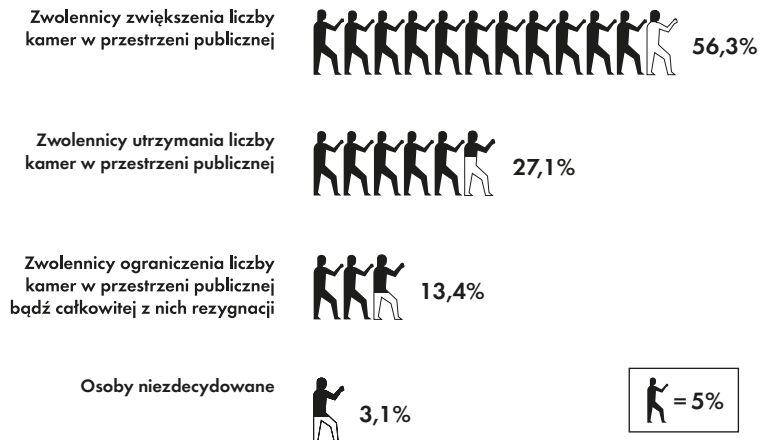 Zwolennicy zwiększenia liczby
kamer w przestrzeni publicznej
56,3%
Zwolennicy utrzymania liczby
kamer w przestrzeni publicznej
27,1%
Zwolennicy ograniczenia liczby
kamer w przestrzeni publicznej
bądź całkowitej z nich rezygnacji
13,4%
Osoby niezdecydowane
3,1%
= 5%